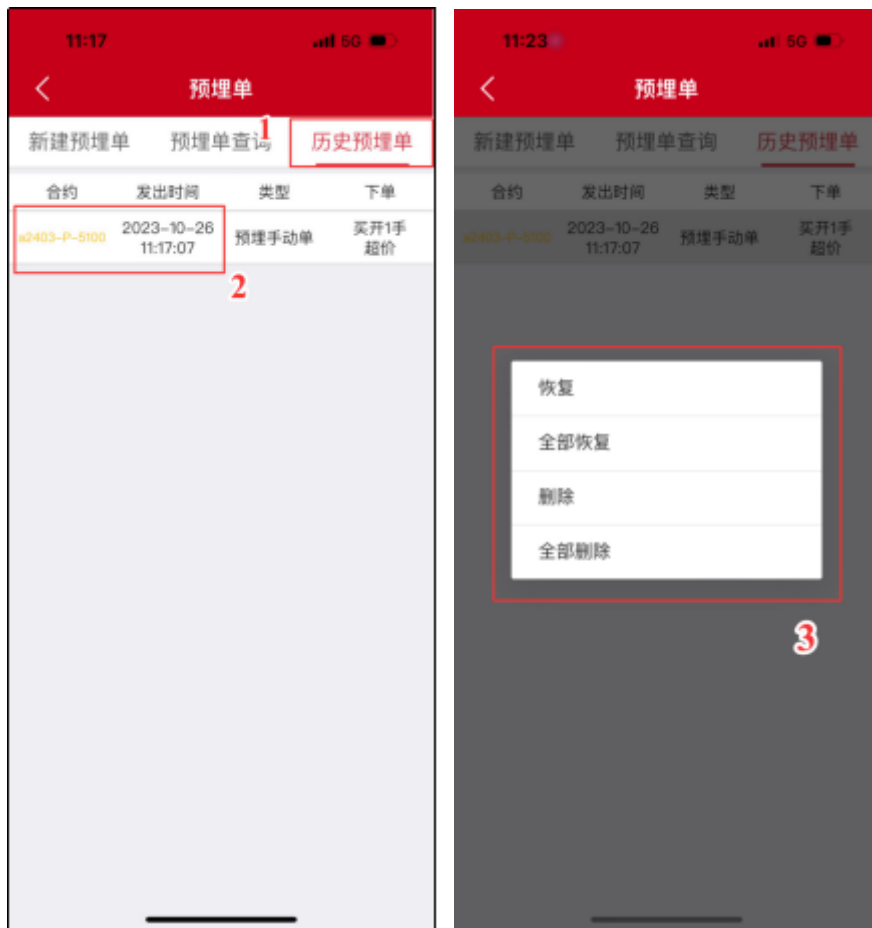 11:17 5G
预埋单
新建预埋单 预埋单查询 历史预埋单
1
合约 发出时间 类型 下单
a2403-P-5100 2023-10-26 11:17:07 预埋手动单 买开1手 超价
2
11:23 5G
预埋单
新建预埋单 预埋单查询 历史预埋单
合约 发出时间 类型 下单
a2403-P-5100 2023-10-26 11:17:07 预埋手动单 买开1手 超价
恢复
全部恢复
删除
全部删除
3